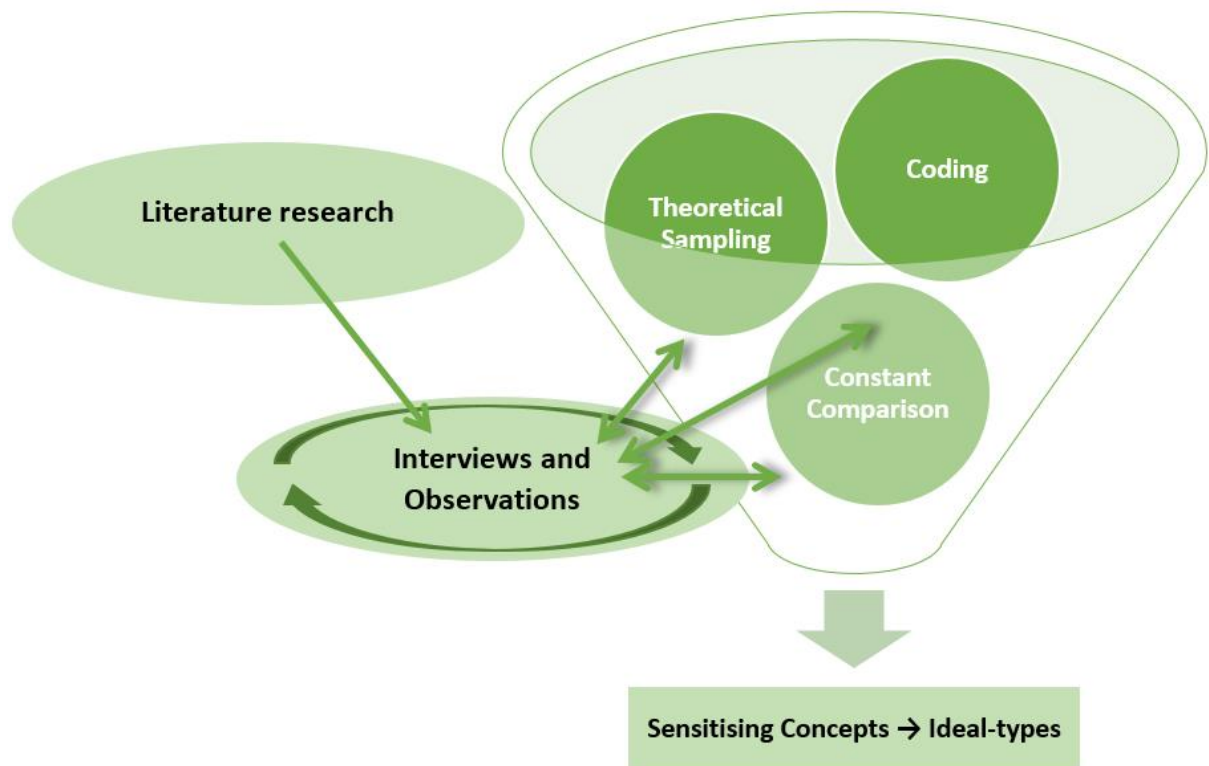 Literature research
Theoretical
Sampling
Coding
Constant
Comparison
Interviews and
Observations
Sensitising Concepts → Ideal-types